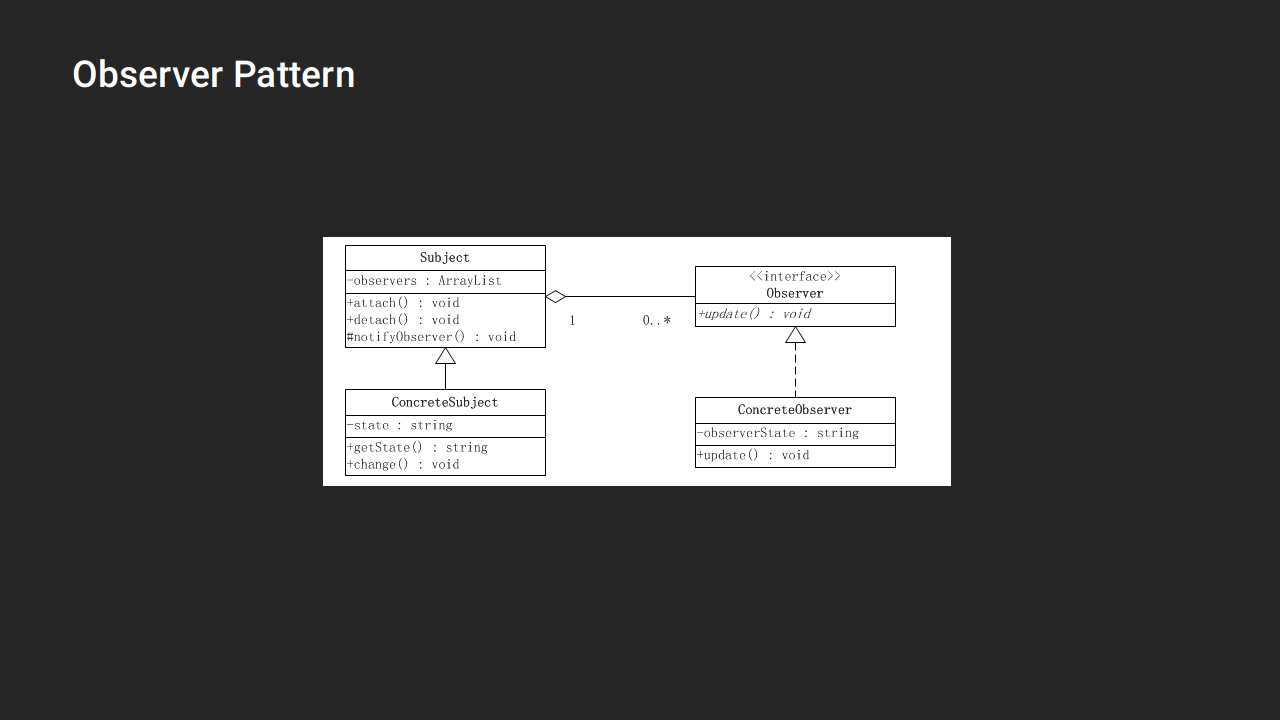 Observer Pattern
Subject
-observers : ArrayList
+attach() : void
+detach() : void
#notifyObserver() : void
1
0..*
<<interface>>
Observer
+update() : void
ConcreteSubject
-state : string
+getState() : string
+change() : void
ConcreteObserver
-observerState : string
+update() : void